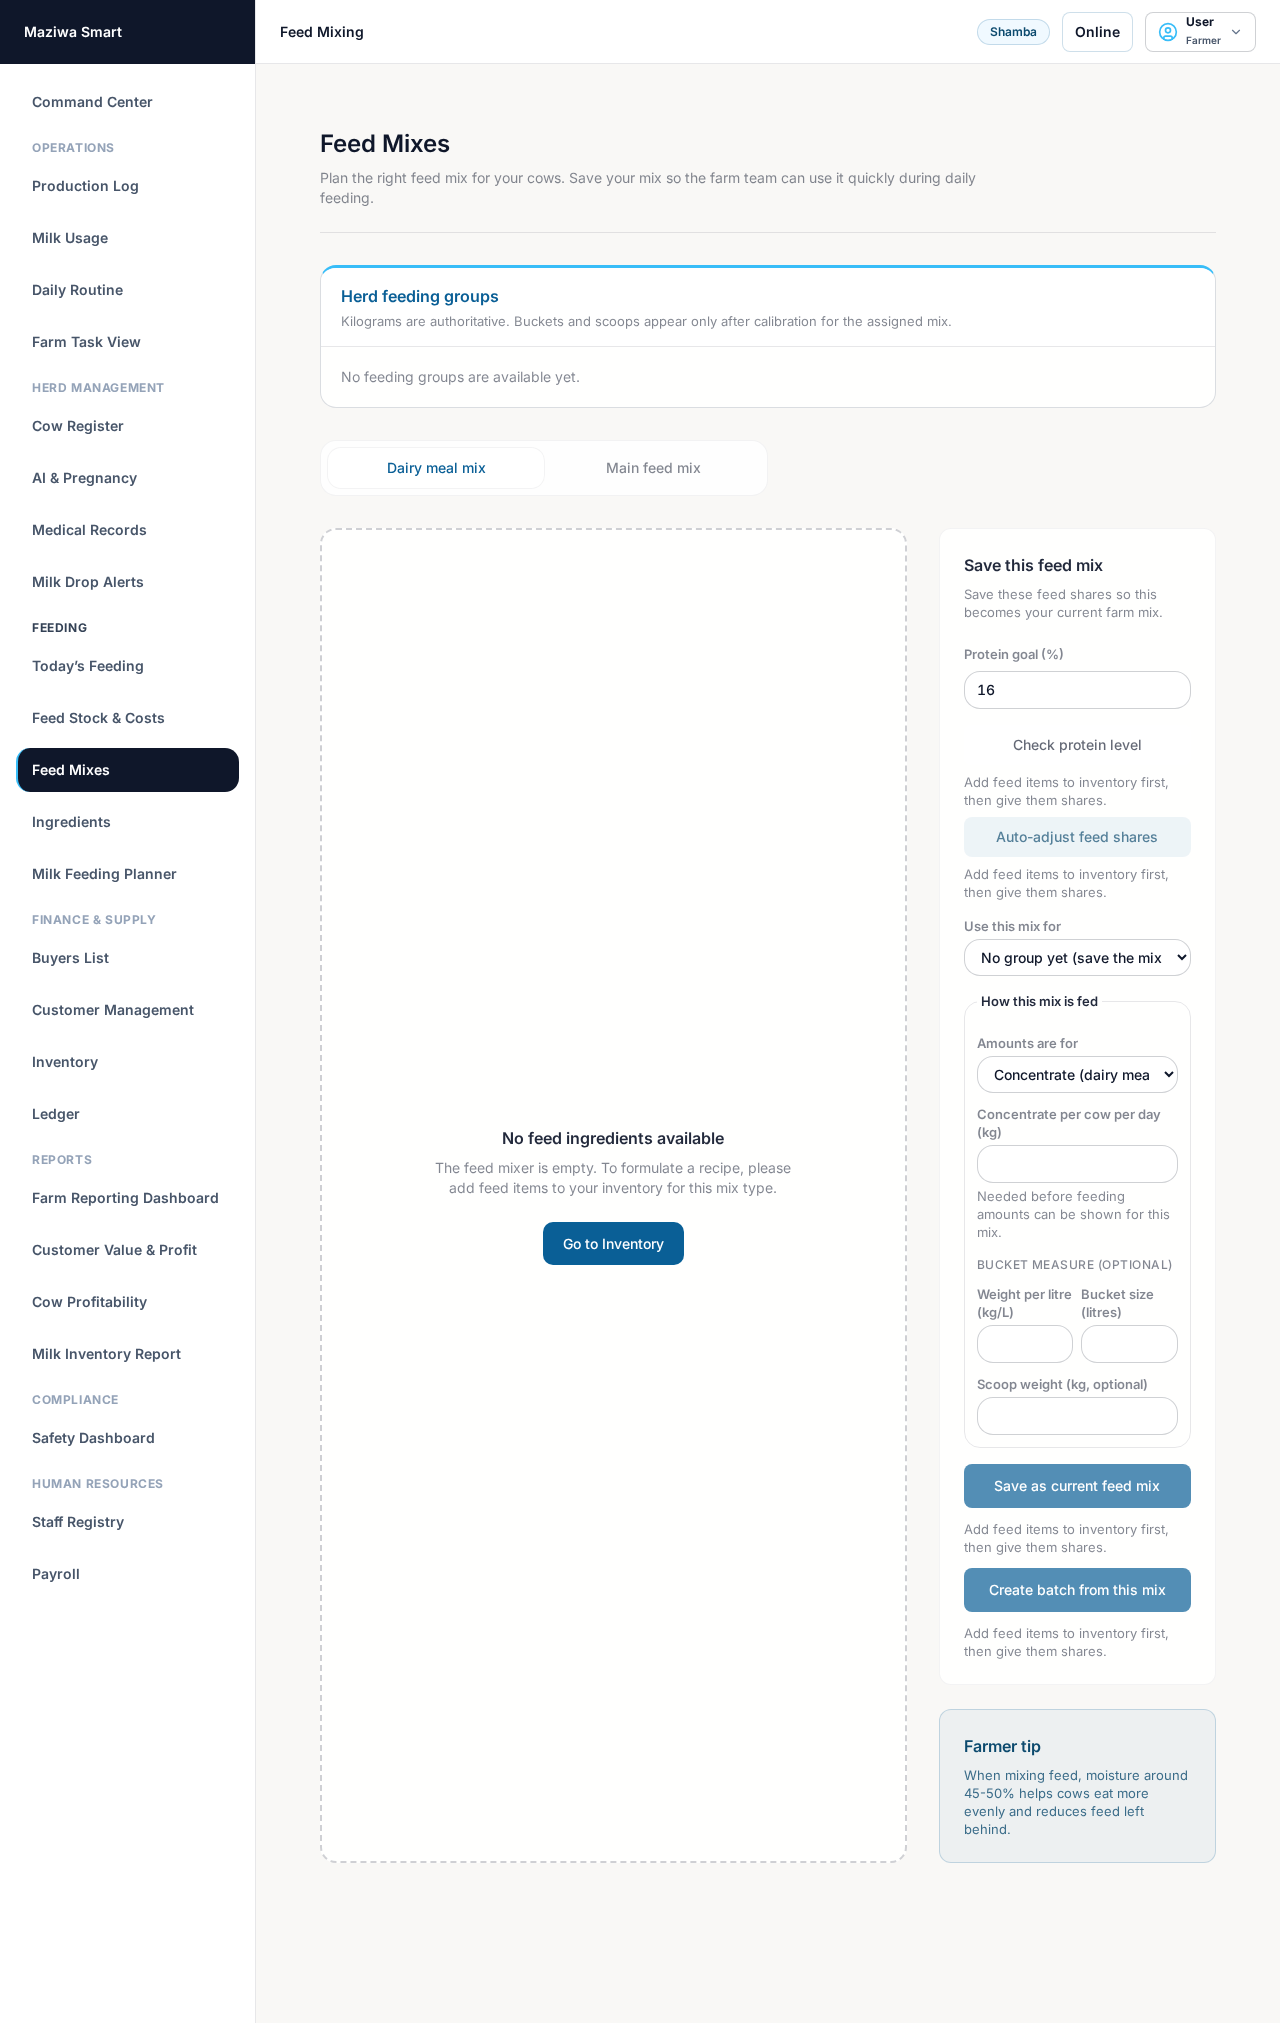 Maziwa Smart
Feed Mixing
Shamba
Online
User
Farmer
Command Center
OPERATIONS
Production Log
Milk Usage
Daily Routine
Farm Task View
HERD MANAGEMENT
Cow Register
AI & Pregnancy
Medical Records
Milk Drop Alerts
FEEDING
Today’s Feeding
Feed Stock & Costs
Feed Mixes
Ingredients
Milk Feeding Planner
FINANCE & SUPPLY
Buyers List
Customer Management
Inventory
Ledger
REPORTS
Farm Reporting Dashboard
Customer Value & Profit
Cow Profitability
Milk Inventory Report
COMPLIANCE
Safety Dashboard
HUMAN RESOURCES
Staff Registry
Payroll
Feed Mixes
Plan the right feed mix for your cows. Save your mix so the farm team can use it quickly during daily
feeding.
Herd feeding groups
Kilograms are authoritative. Buckets and scoops appear only after calibration for the assigned mix.
No feeding groups are available yet.
Dairy meal mix
Main feed mix
No feed ingredients available
The feed mixer is empty. To formulate a recipe, please
add feed items to your inventory for this mix type.
Go to Inventory
Save this feed mix
Save these feed shares so this
becomes your current farm mix.
Protein goal (%)
16
Check protein level
Add feed items to inventory first,
then give them shares.
Auto-adjust feed shares
Add feed items to inventory first,
then give them shares.
Use this mix for
No group yet (save the mix
How this mix is fed
Amounts are for
Concentrate (dairy mea
Concentrate per cow per day
(kg)
Needed before feeding
amounts can be shown for this
mix.
BUCKET MEASURE (OPTIONAL)
Weight per litre
(kg/L)
Bucket size
(litres)
Scoop weight (kg, optional)
Save as current feed mix
Add feed items to inventory first,
then give them shares.
Create batch from this mix
Add feed items to inventory first,
then give them shares.
Farmer tip
When mixing feed, moisture around
45-50% helps cows eat more
evenly and reduces feed left
behind.